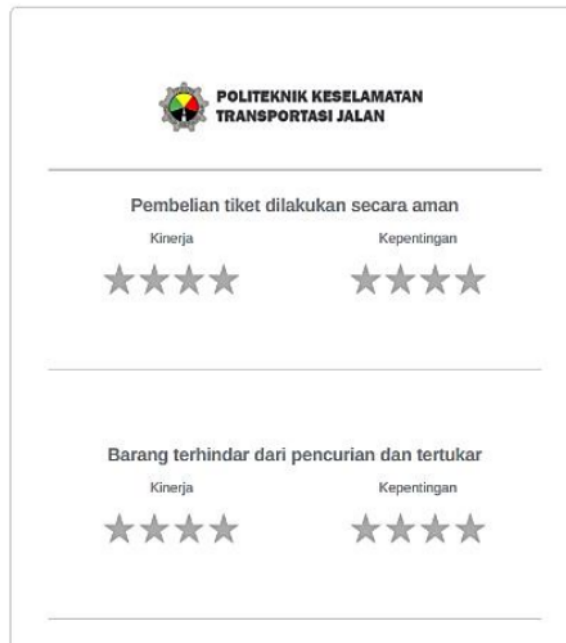 POLITEKNIK KESELAMATAN
TRANSPORTASI JALAN
Pembelian tiket dilakukan secara aman
Kinerja Kepentingan
Barang terhindar dari pencurian dan tertukar
Kinerja Kepentingan